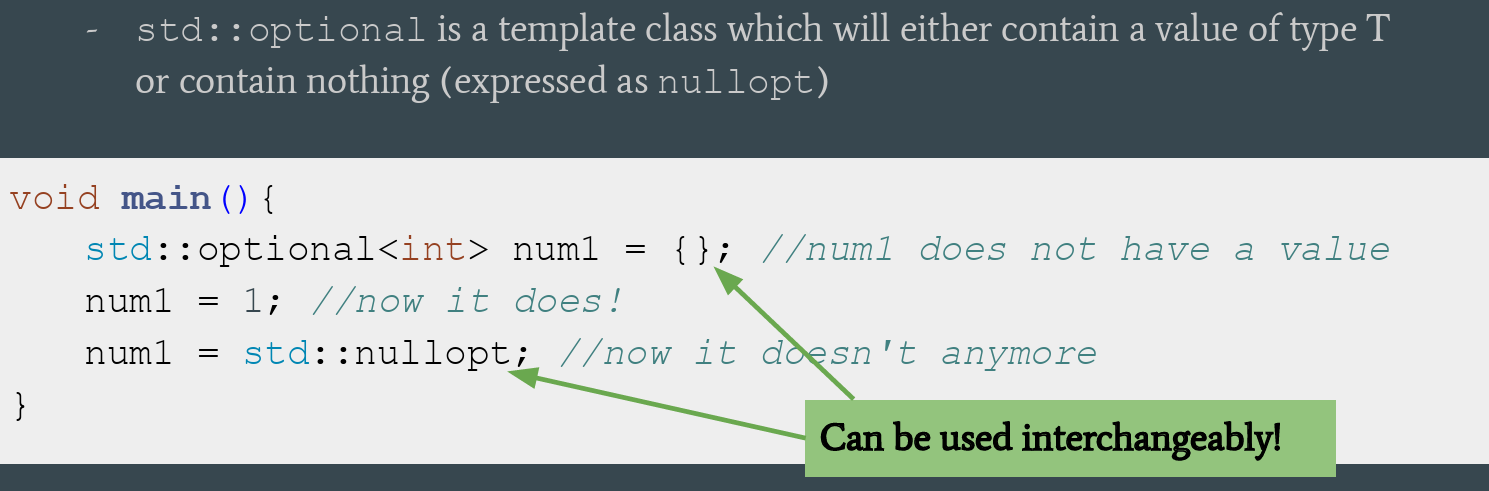 - std::optional is a template class which will either contain a value of type T
or contain nothing (expressed as nullopt)
void main(){
std::optional<int> num1 = {}; //num1 does not have a value
num1 = 1; //now it does!
num1 = std::nullopt; //now it doesn't anymore
}
Can be used interchangeably!